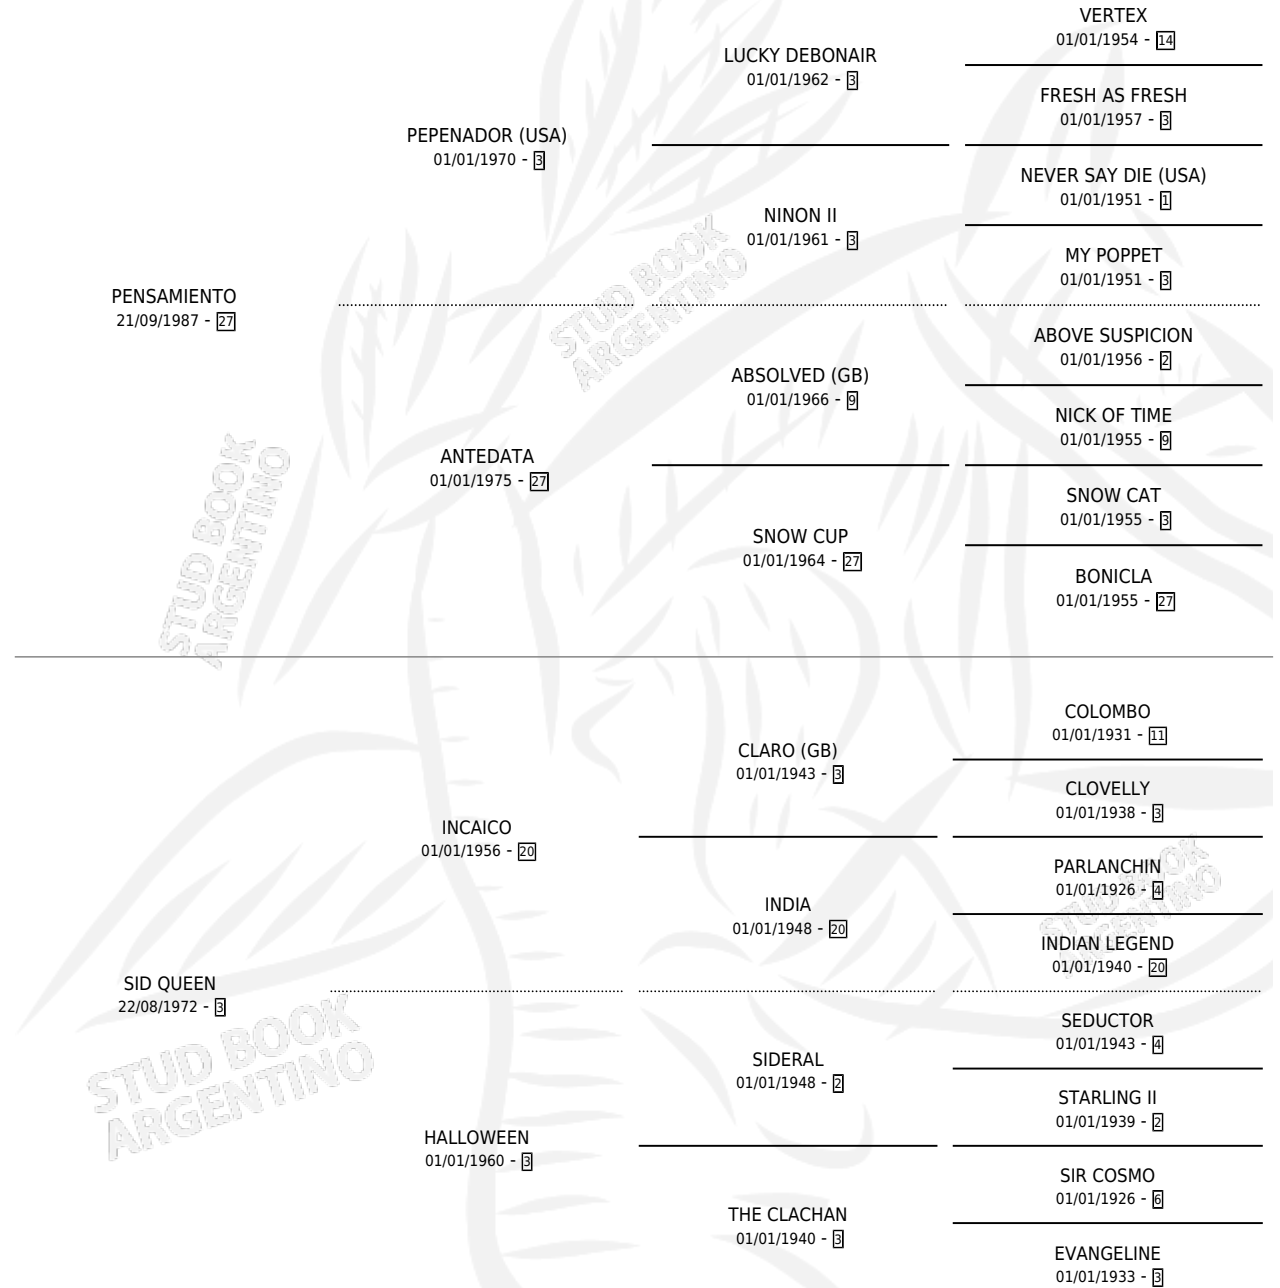 VERTEX
01/01/1954 - 14
LUCKY DEBONAIR
01/01/1962 - 3
FRESH AS FRESH
01/01/1957 - 3
PEPENADOR (USA)
01/01/1970 - 3
NEVER SAY DIE (USA)
01/01/1951 - 1
NINON II
01/01/1961 - 3
MY POPPET
01/01/1951 - 3
PENSAMIENTO
21/09/1987 - 27
ABOVE SUSPICION
01/01/1956 - 2
ABSOLVED (GB)
01/01/1966 - 9
NICK OF TIME
01/01/1955 - 9
ANTEDATA
01/01/1975 - 27
SNOW CAT
01/01/1955 - 3
SNOW CUP
01/01/1964 - 27
BONICLA
01/01/1955 - 27
COLOMBO
01/01/1931 - 11
CLARO (GB)
01/01/1943 - 3
CLOVELLY
01/01/1938 - 3
INCAICO
01/01/1956 - 20
PARLANCHIN
01/01/1926 - 4
INDIA
01/01/1948 - 20
INDIAN LEGEND
01/01/1940 - 20
SID QUEEN
22/08/1972 - 3
SEDUCTOR
01/01/1943 - 4
SIDERAL
01/01/1948 - 2
STARLING II
01/01/1939 - 2
HALLOWEEN
01/01/1960 - 3
SIR COSMO
01/01/1926 - 6
THE CLACHAN
01/01/1940 - 3
EVANGELINE
01/01/1933 - 3
STUD BOOK
ARGENTINO
STUD BOOK
ARGENTINO
STUD BOOK
ARGENTINO
STUD BOOK
ARGENTINO